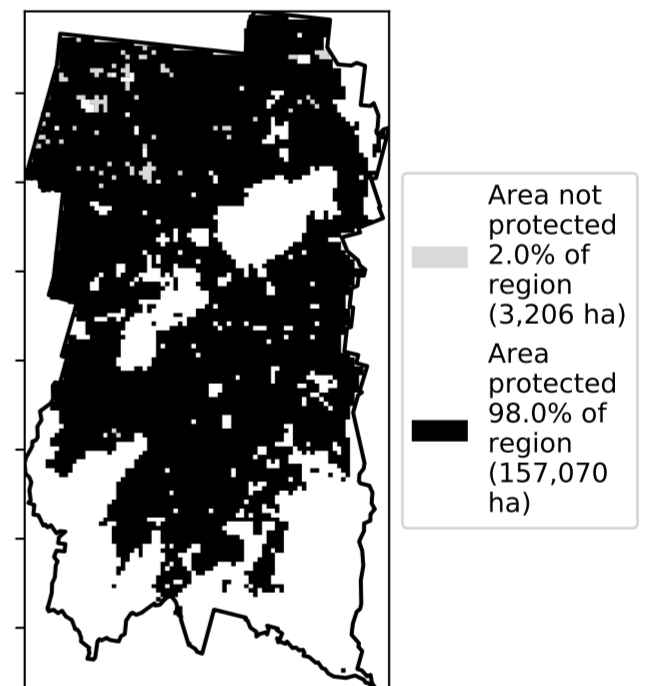 Area not
protected
2.0% of
region
(3,206 ha)
Area
protected
98.0% of
region
(157,070
ha)